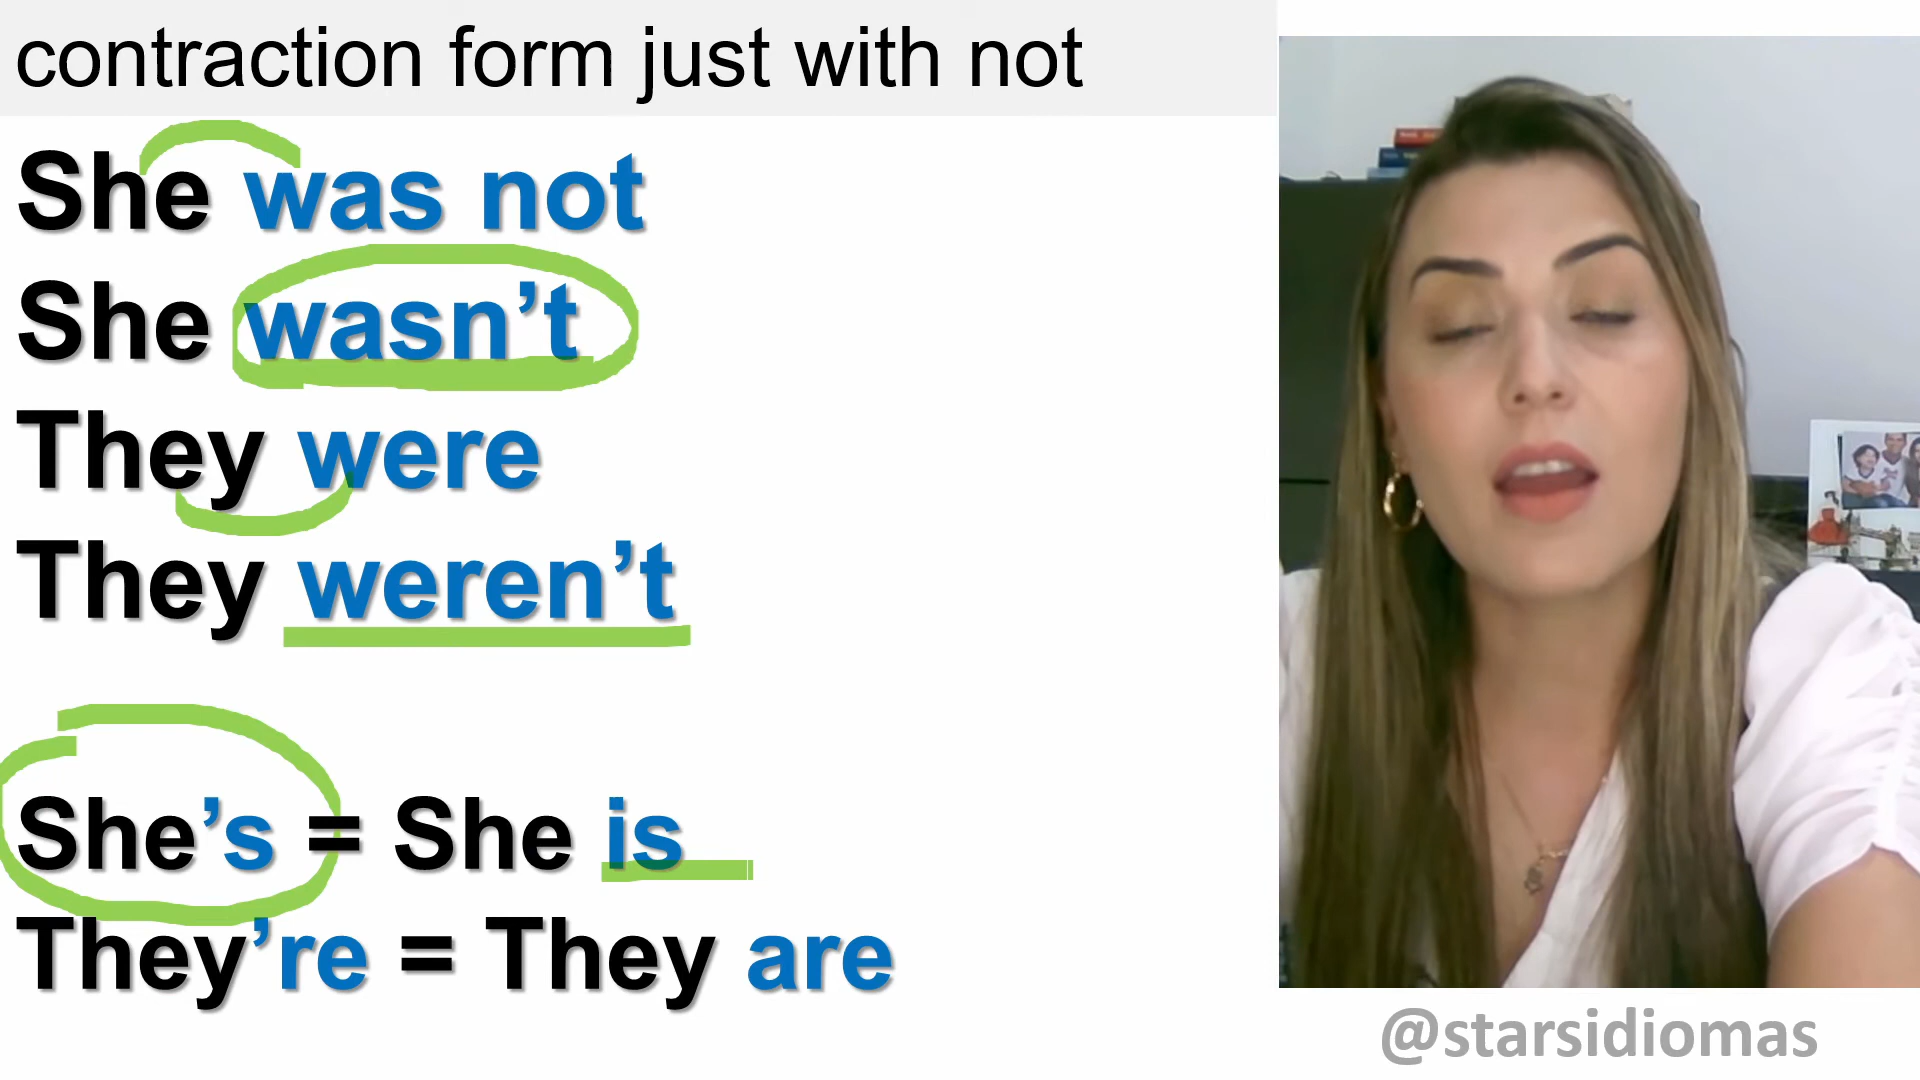 contraction form just with not
She was not
She wasn’t
They were
They weren’t
She’s = She is
They’re = They are
@starsidiomas